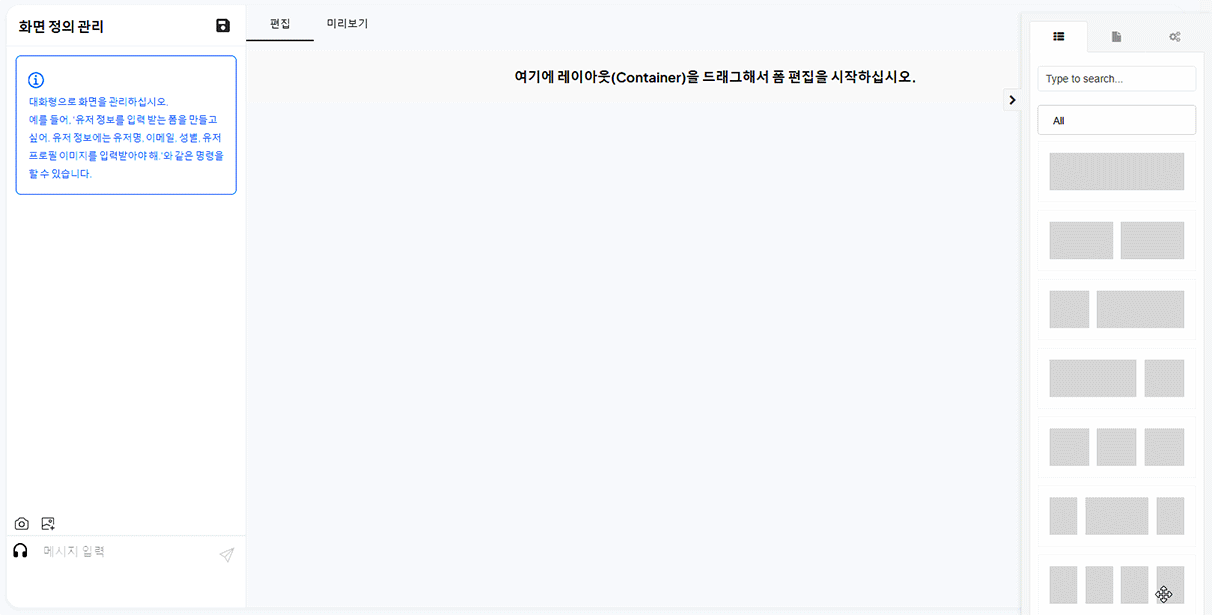 화면 정의 관리
편집
미리보기
대화형으로 화면을 관리하십시오.
예를 들어, '유저 정보를 입력 받는 폼을 만들고
싶어, 유저 정보에는 유저명, 이메일, 성별, 유저
프로필 이미지를 입력받아야 해.'와 같은 명령을
할 수 있습니다.
여기에 레이아웃(Container)을 드래그해서 폼 편집을 시작하십시오.
Type to search...
All
메시지 입력